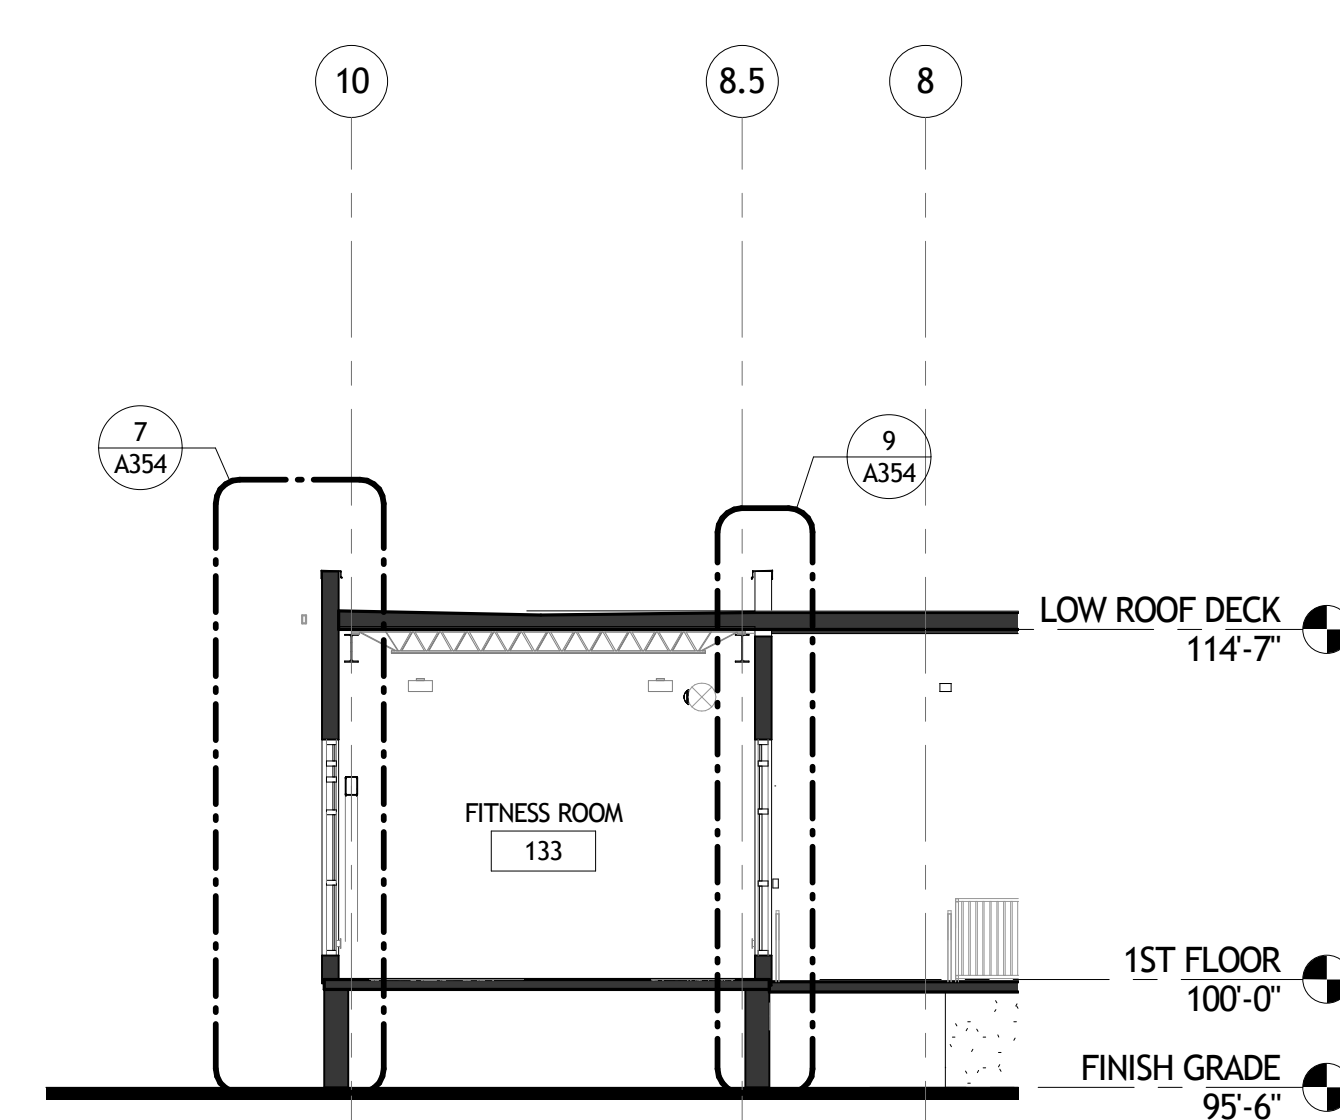 10
8.5
8
7
A354
9
A354
LOW ROOF DECK
114'-7"
FITNESS ROOM
133
1ST FLOOR
100'-0"
FINISH GRADE
95'-6"